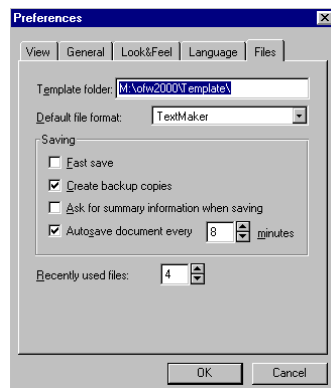 Preferences
View General Look&Feel Language Files
Template folder: M:\ofw2000\Template\
Default file format: TextMaker
Saving
Fast save
Create backup copies
Ask for summary information when saving
Autosave document every 8 minutes
Recently used files: 4
OK Cancel